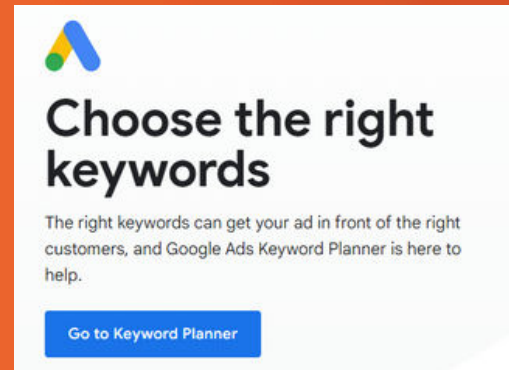 Choose the right
keywords
The right keywords can get your ad in front of the right
customers, and Google Ads Keyword Planner is here to
help.
Go to Keyword Planner